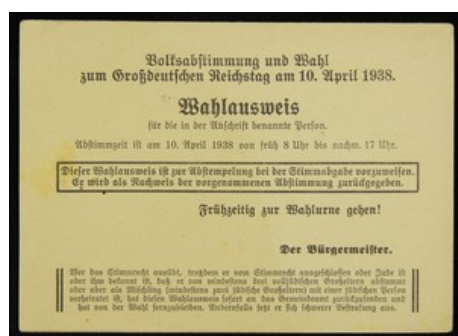 Volksabstimmung und Wahl
zum Großdeutschen Reichstag am 10. April 1938.
Wahlausweis
für die in der Anschrift benannte Person.
Abstimmzeit ist am 10. April 1938 von früh 8 Uhr bis nachm. 17 Uhr.
Dieser Wahlausweis ist zur Abstempelung bei der Stimmabgabe vorzuweisen.
Er wird als Nachweis der vorgenommenen Abstimmung zurückgegeben.
Frühzeitig zur Wahlurne gehen!
Der Bürgermeister.
Wer das Stimmrecht ausübt, trotzdem er vom Stimmrecht ausgeschlossen oder Jude ist
oder ihm bekannt ist, daß er von mindestens drei volljüdischen Großeltern abstammt
oder aber als Mischling (mindestens zwei jüdische Großeltern) mit einer jüdischen Person
verheiratet ist, hat diesen Wahlausweis sofort an das Gemeindeamt zurückzusenden und
hat von der Wahl fernzubleiben. Anderenfalls setzt er sich schwerer Bestrafung aus.